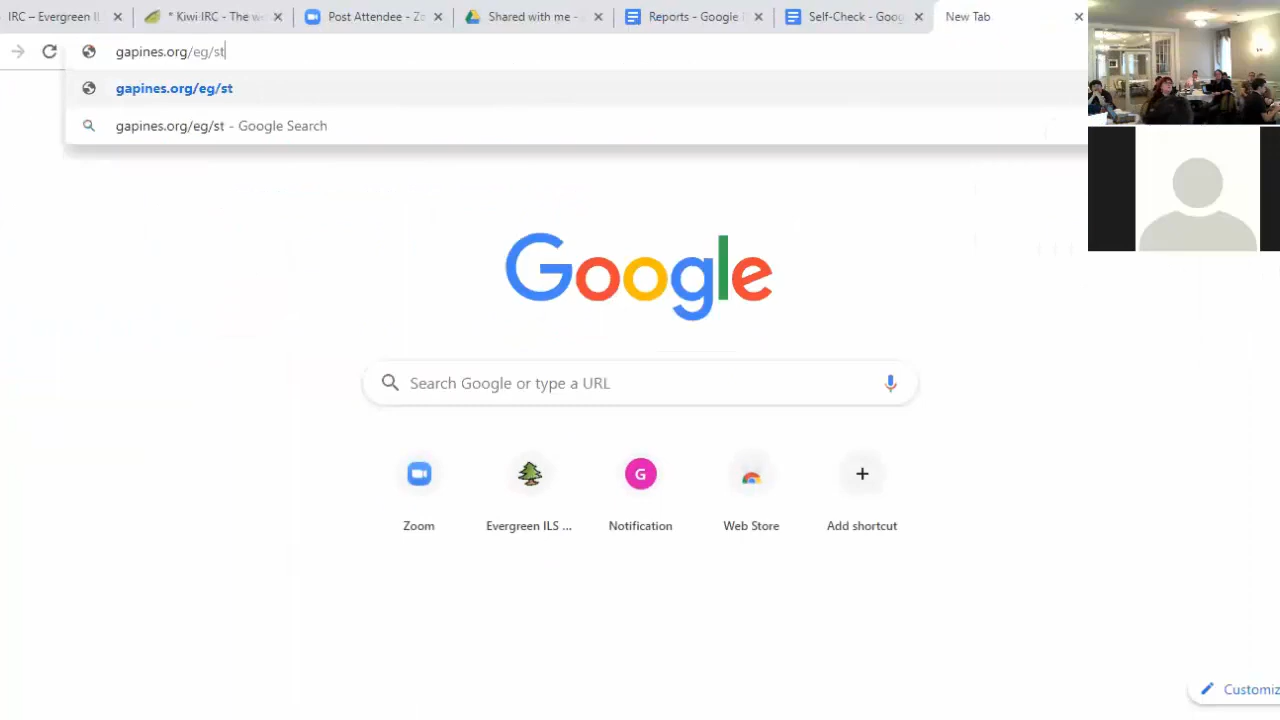 IRC – Evergreen IL
* Kiwi IRC - The w
Post Attendee - Z
Shared with me -
Reports - Google
Self-Check - Goog
New Tab
gapines.org/eg/st
gapines.org/eg/st
gapines.org/eg/st - Google Search
Google
Search Google or type a URL
G
Zoom
Evergreen ILS ...
Notification
Web Store
Add shortcut
Customiz